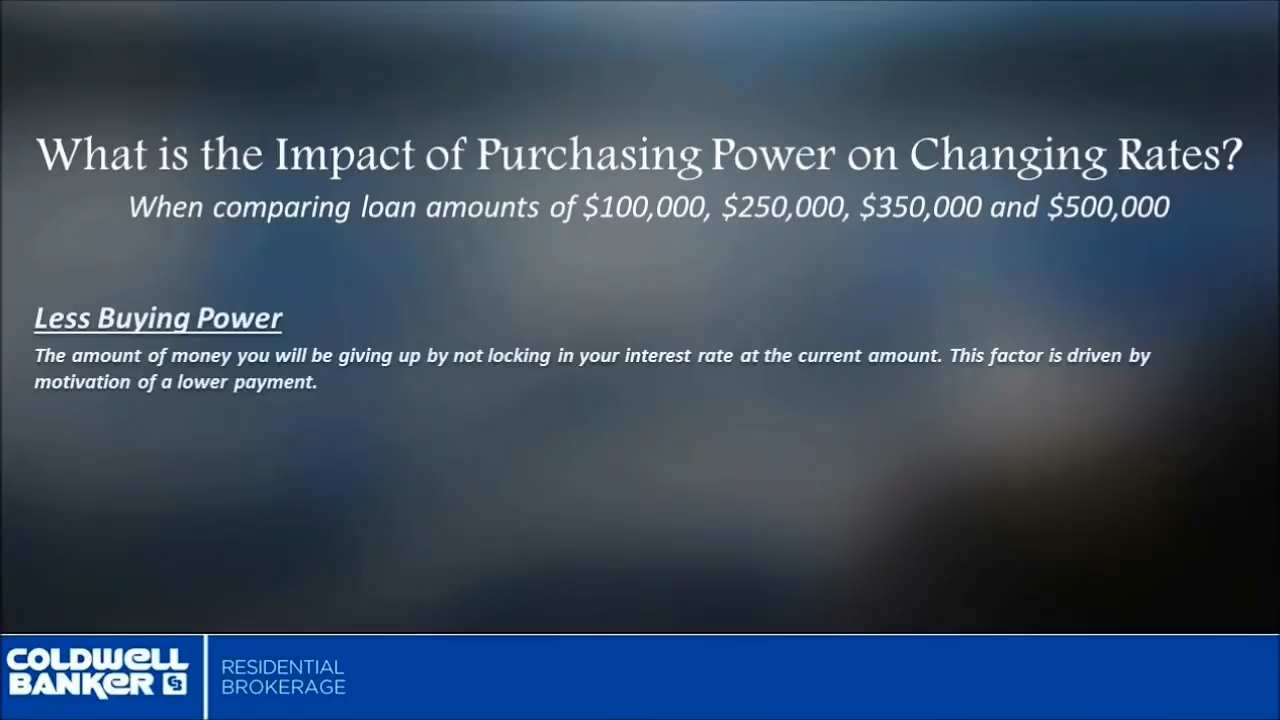 What is the Impact of Purchasing Power on Changing Rates?
When comparing loan amounts of $100,000, $250,000, $350,000 and $500,000
Less Buying Power
The amount of money you will be giving up by not locking in your interest rate at the current amount. This factor is driven by
motivation of a lower payment.
COLDWELL
BANKER CB
RESIDENTIAL
BROKERAGE